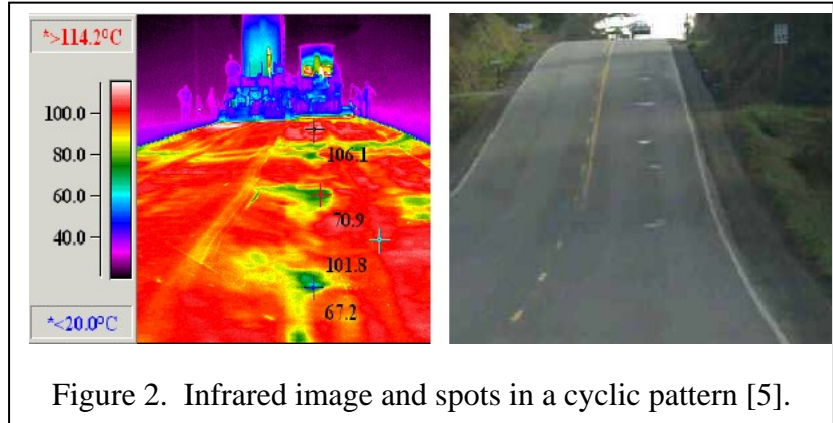 *>114.2°C
100.0
80.0
60.0
40.0
*<20.0°C
106.1
70.9
101.8
67.2
Figure 2. Infrared image and spots in a cyclic pattern [5].